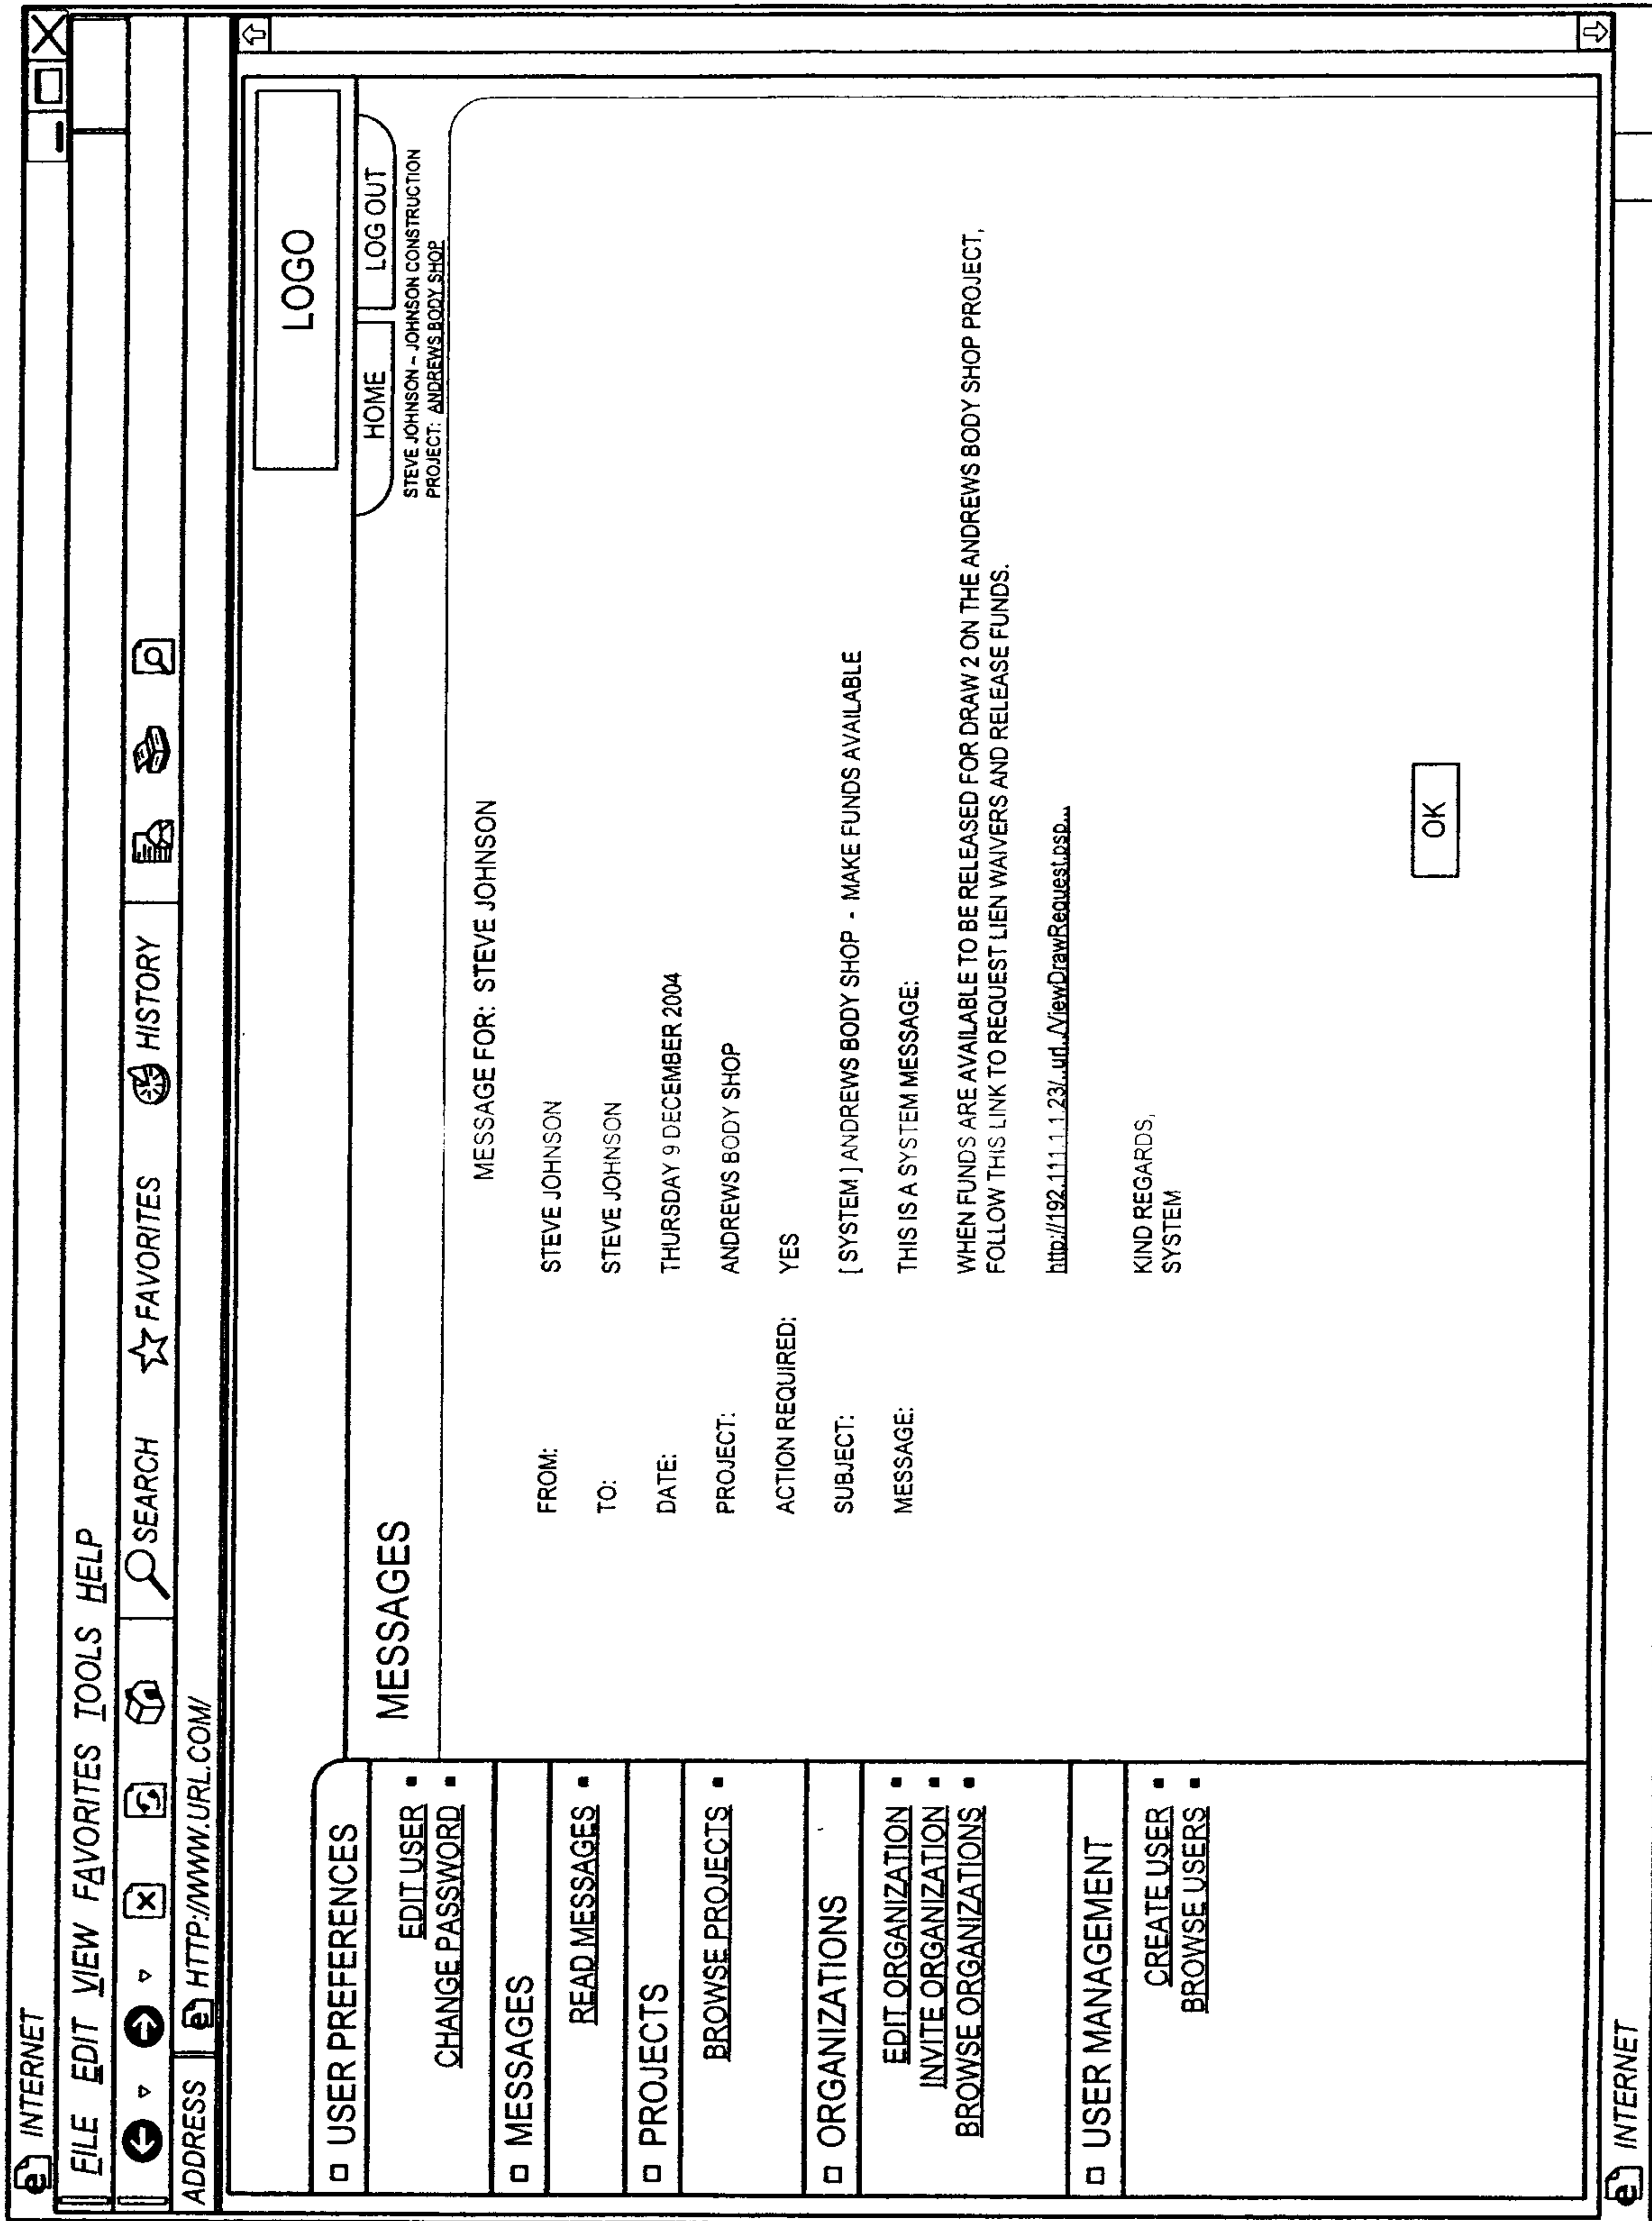 INTERNET
FILE EDIT VIEW FAVORITES TOOLS HELP
SEARCH FAVORITES HISTORY
ADDRESS HTTP://WWW.URL.COM/
LOGO
HOME LOG OUT
STEVE JOHNSON – JOHNSON CONSTRUCTION
PROJECT: ANDREWS BODY SHOP
USER PREFERENCES
EDIT USER
CHANGE PASSWORD
MESSAGES
READ MESSAGES
PROJECTS
BROWSE PROJECTS
ORGANIZATIONS
EDIT ORGANIZATION
INVITE ORGANIZATION
BROWSE ORGANIZATIONS
USER MANAGEMENT
CREATE USER
BROWSE USERS
MESSAGES
MESSAGE FOR: STEVE JOHNSON
FROM: STEVE JOHNSON
TO: STEVE JOHNSON
DATE: THURSDAY 9 DECEMBER 2004
PROJECT: ANDREWS BODY SHOP
ACTION REQUIRED: YES
SUBJECT: [ SYSTEM ] ANDREWS BODY SHOP - MAKE FUNDS AVAILABLE
MESSAGE: THIS IS A SYSTEM MESSAGE:
WHEN FUNDS ARE AVAILABLE TO BE RELEASED FOR DRAW 2 ON THE ANDREWS BODY SHOP PROJECT,
FOLLOW THIS LINK TO REQUEST LIEN WAIVERS AND RELEASE FUNDS.
http://192.111.1.1.23/..url../ViewDrawRequest.psp...
KIND REGARDS,
SYSTEM
OK
INTERNET